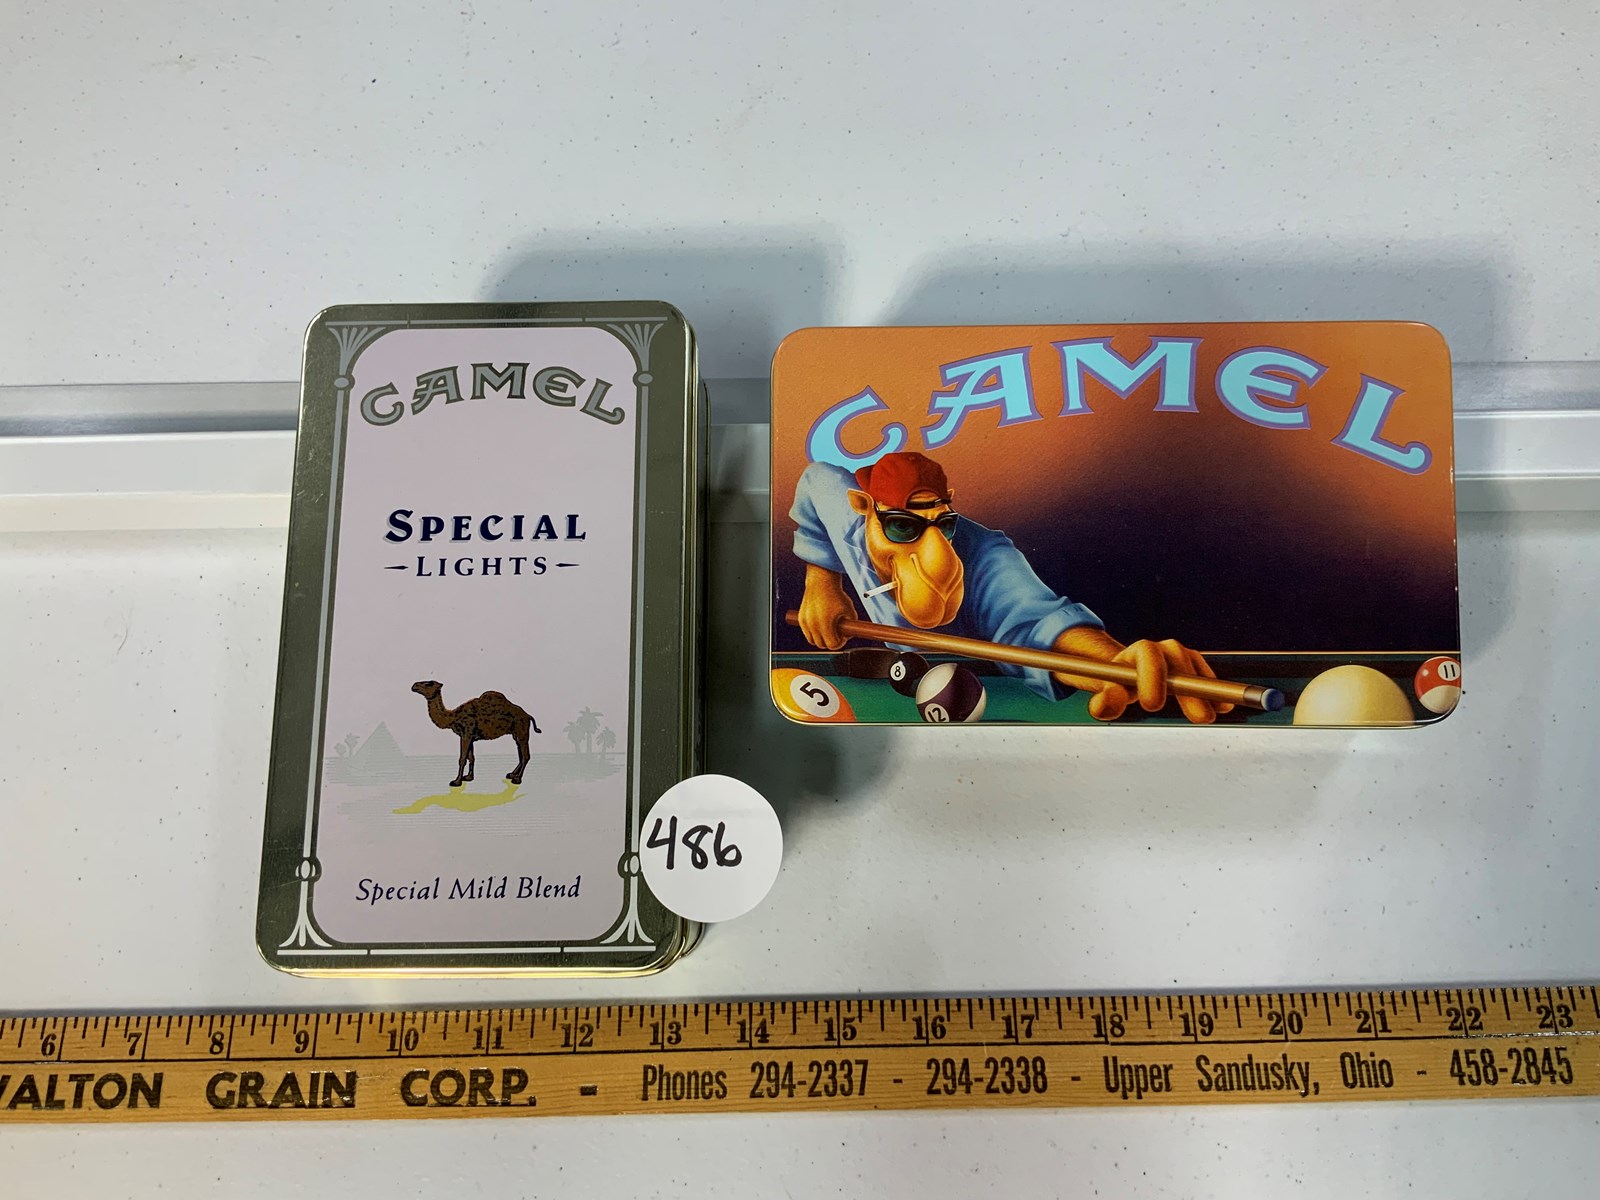 CAMEL
SPECIAL
-LIGHTS-
Special Mild Blend
486
CAMEL
5
8
12
11
6 7 8 9 10 11 12 13 14 15 16 17 18 19 20 21 22 23
WALTON GRAIN CORP. - Phones 294-2337 - 294-2338 - Upper Sandusky, Ohio - 458-2845